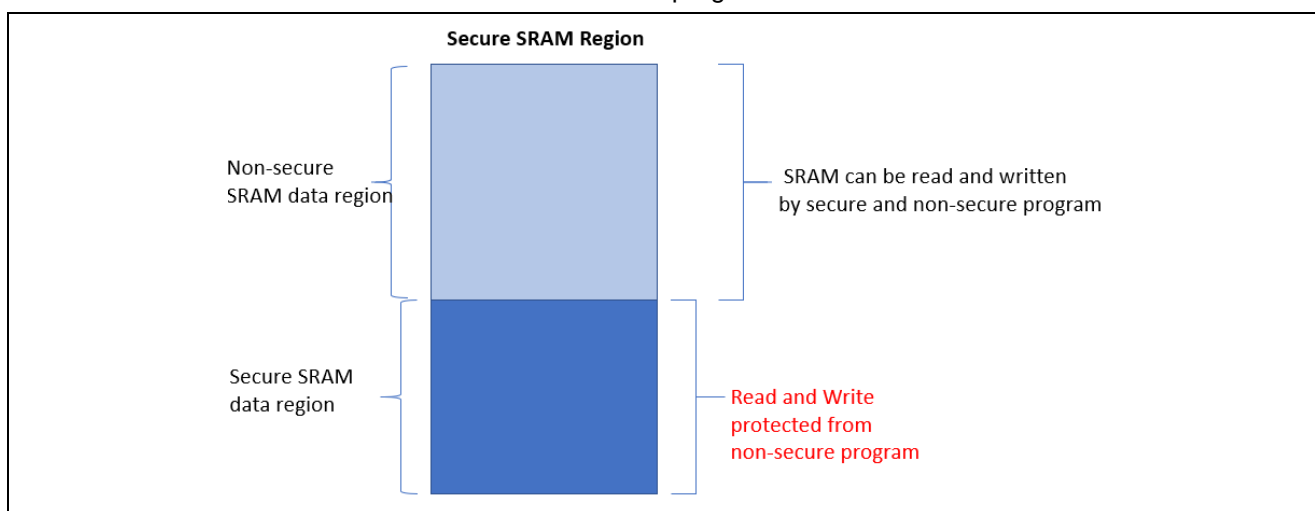 Secure SRAM Region
Non-secure
SRAM data region
SRAM can be read and written
by secure and non-secure program
Secure SRAM
data region
Read and Write
protected from
non-secure program